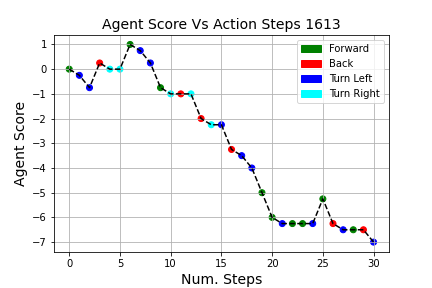 Agent Score Vs Action Steps 1613
Forward
Back
Turn Left
Turn Right
Agent Score
1
0
−1
−2
−3
−4
−5
−6
−7
0 5 10 15 20 25 30
Num. Steps